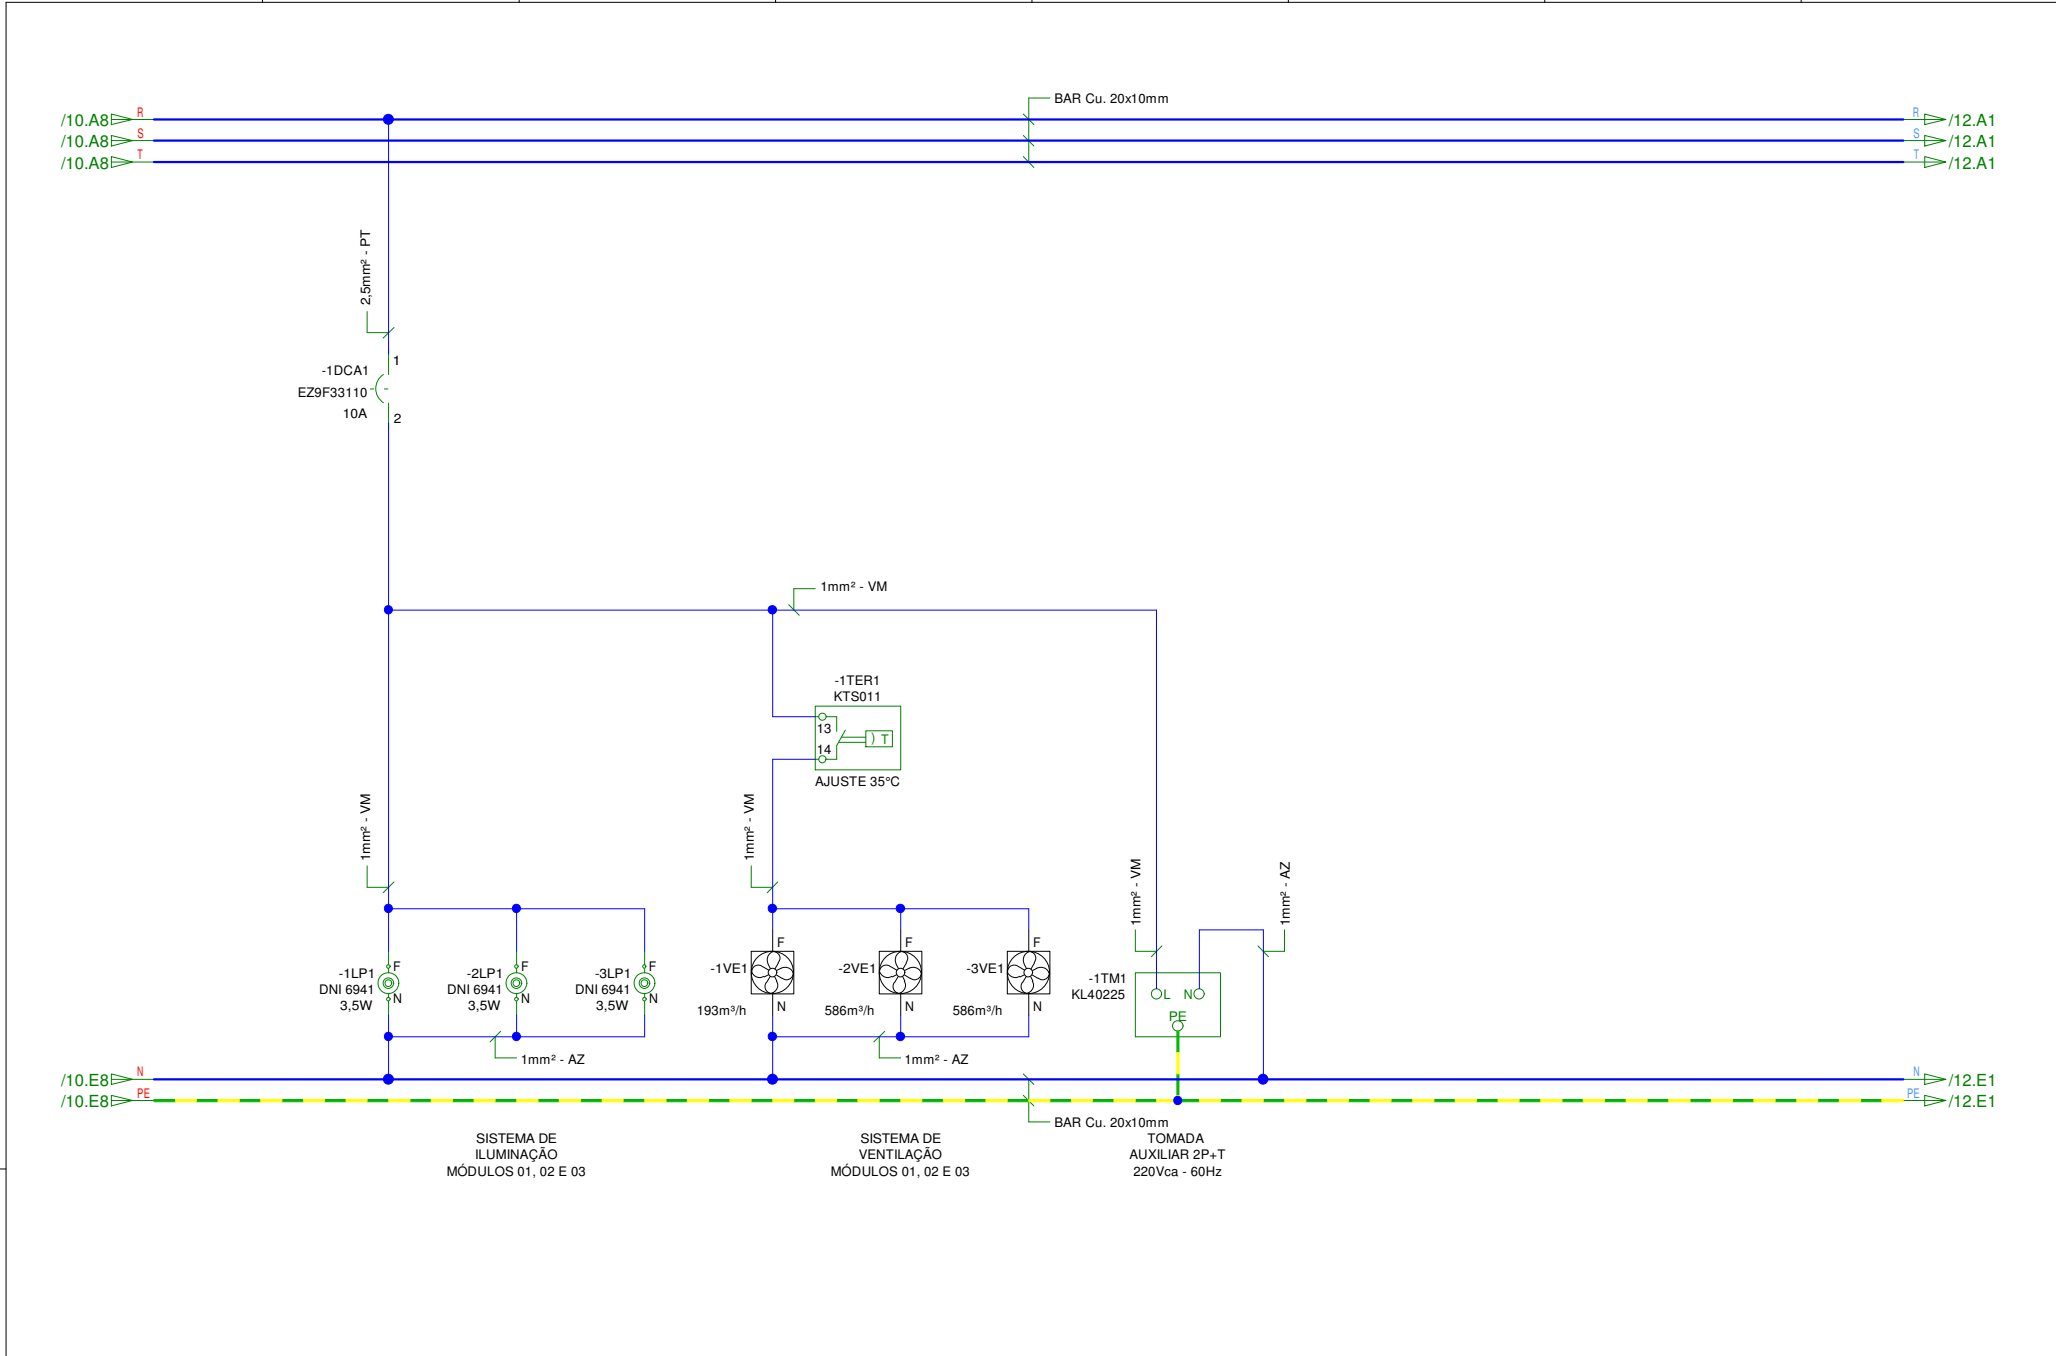 BAR Cu. 20x10mm
/10.A8 R R /12.A1
/10.A8 S S /12.A1
/10.A8 T T /12.A1
2,5mm² - PT
1
-1DCA1
EZ9F33110
10A
2
1mm² - VM
-1TER1
KTS011
13
14
T
AJUSTE 35°C
1mm² - VM
1mm² - VM
1mm² - VM
1mm² - AZ
-1LP1
DNI 6941
3,5W
F
N
-2LP1
DNI 6941
3,5W
F
N
-3LP1
DNI 6941
3,5W
F
N
-1VE1
193m³/h
F
N
-2VE1
586m³/h
F
N
-3VE1
586m³/h
F
N
-1TM1
KL40225
L N
PE
1mm² - AZ
1mm² - AZ
/10.E8 N N /12.E1
/10.E8 PE PE /12.E1
BAR Cu. 20x10mm
SISTEMA DE
ILUMINAÇÃO
MÓDULOS 01, 02 E 03
SISTEMA DE
VENTILAÇÃO
MÓDULOS 01, 02 E 03
TOMADA
AUXILIAR 2P+T
220Vca - 60Hz